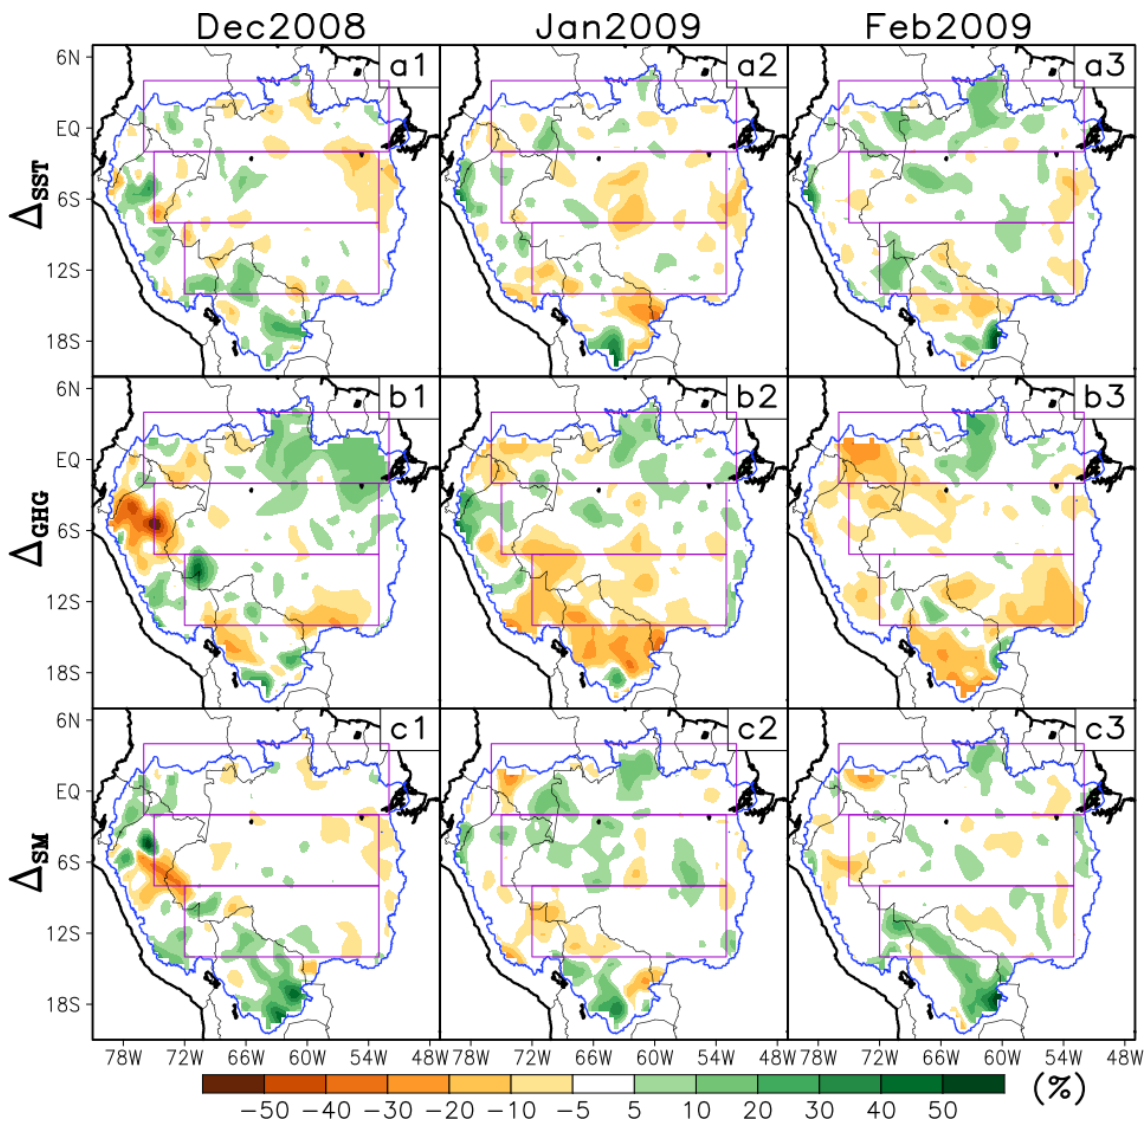 Dec2008 Jan2009 Feb2009
6N a1 a2 a3
EQ
ΔSST
6S
12S
18S
6N b1 b2 b3
EQ
ΔGHG
6S
12S
18S
6N c1 c2 c3
EQ
ΔSM
6S
12S
18S
78W 72W 66W 60W 54W 48W 78W 72W 66W 60W 54W 48W 78W 72W 66W 60W 54W 48W
−50 −40 −30 −20 −10 −5 5 10 20 30 40 50 (%)